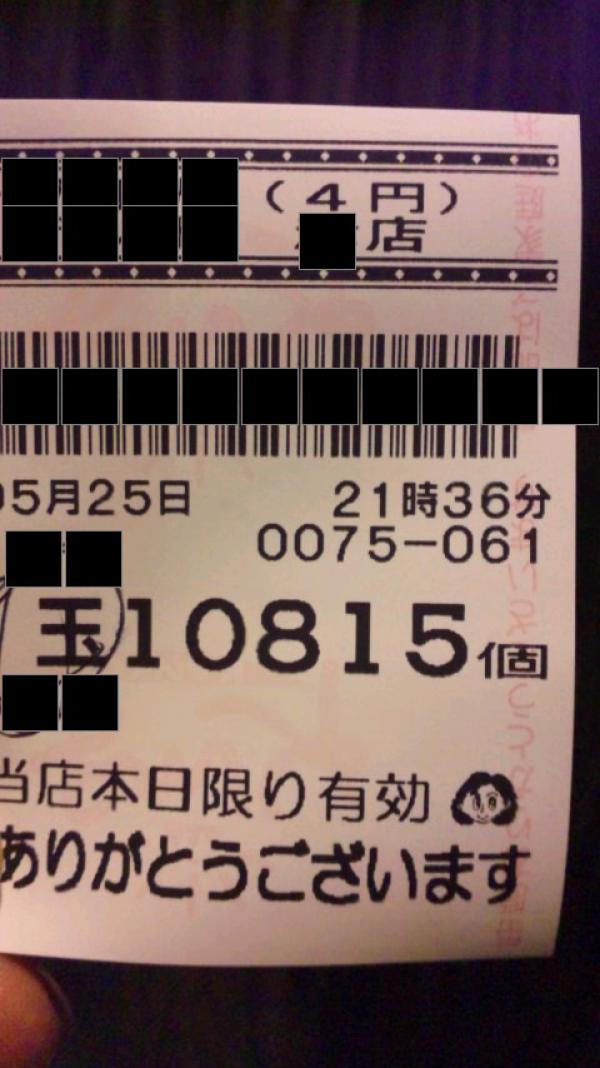 (4円)
店
05月25日 21時36分
0075-061
玉10815個
当店本日限り有効
ありがとうございます